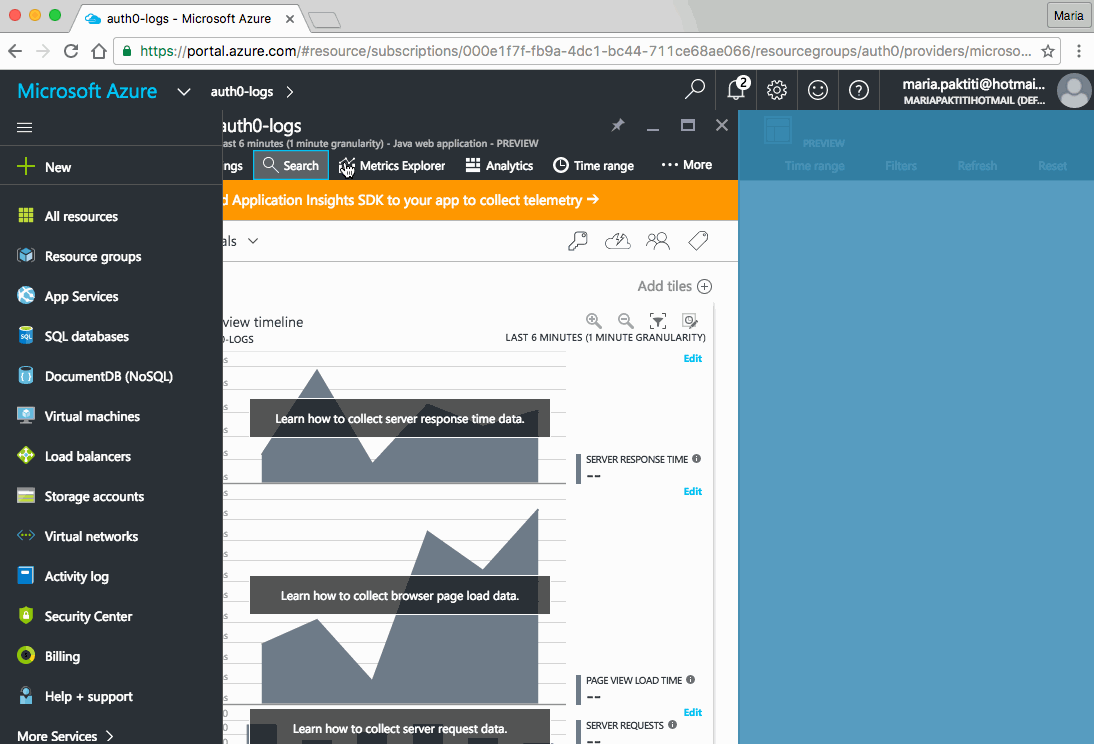 auth0-logs - Microsoft Azure
Maria
https://portal.azure.com/#resource/subscriptions/000e1f7f-fb9a-4dc1-bc44-711ce68ae066/resourcegroups/auth0/providers/microso...
Microsoft Azure
auth0-logs
2
maria.paktiti@hotmai...
MARIAPAKTITIHOTMAIL (DEF...
New
All resources
Resource groups
App Services
SQL databases
DocumentDB (NoSQL)
Virtual machines
Load balancers
Storage accounts
Virtual networks
Activity log
Security Center
Billing
Help + support
More Services
auth0-logs
ast 6 minutes (1 minute granularity) - Java web application - PREVIEW
ngs
Search
Metrics Explorer
Analytics
Time range
More
d Application Insights SDK to your app to collect telemetry
als
Add tiles
view timeline
O-LOGS
LAST 6 MINUTES (1 MINUTE GRANULARITY)
Edit
Learn how to collect server response time data.
SERVER RESPONSE TIME
--
Edit
Learn how to collect browser page load data.
PAGE VIEW LOAD TIME
--
Edit
Learn how to collect server request data.
SERVER REQUESTS
--
PREVIEW
Time range
Filters
Refresh
Reset